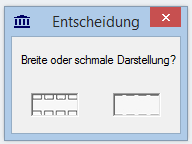 Entscheidung
Breite oder schmale Darstellung?